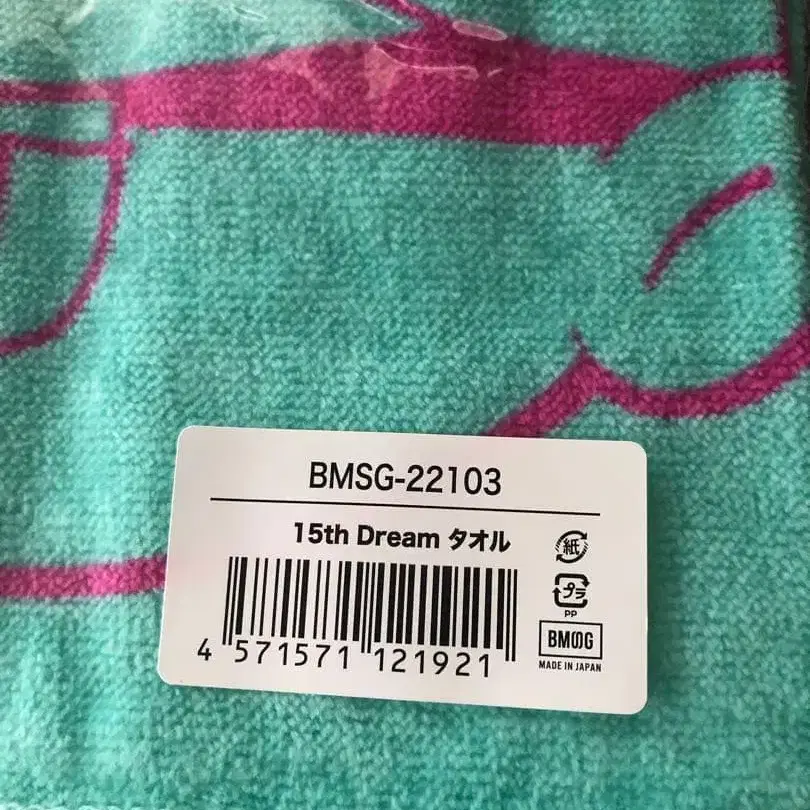 BMSG-22103
15th Dream タオル
紙
プラ
PP
4 571571 121921
BMSG
MADE IN JAPAN